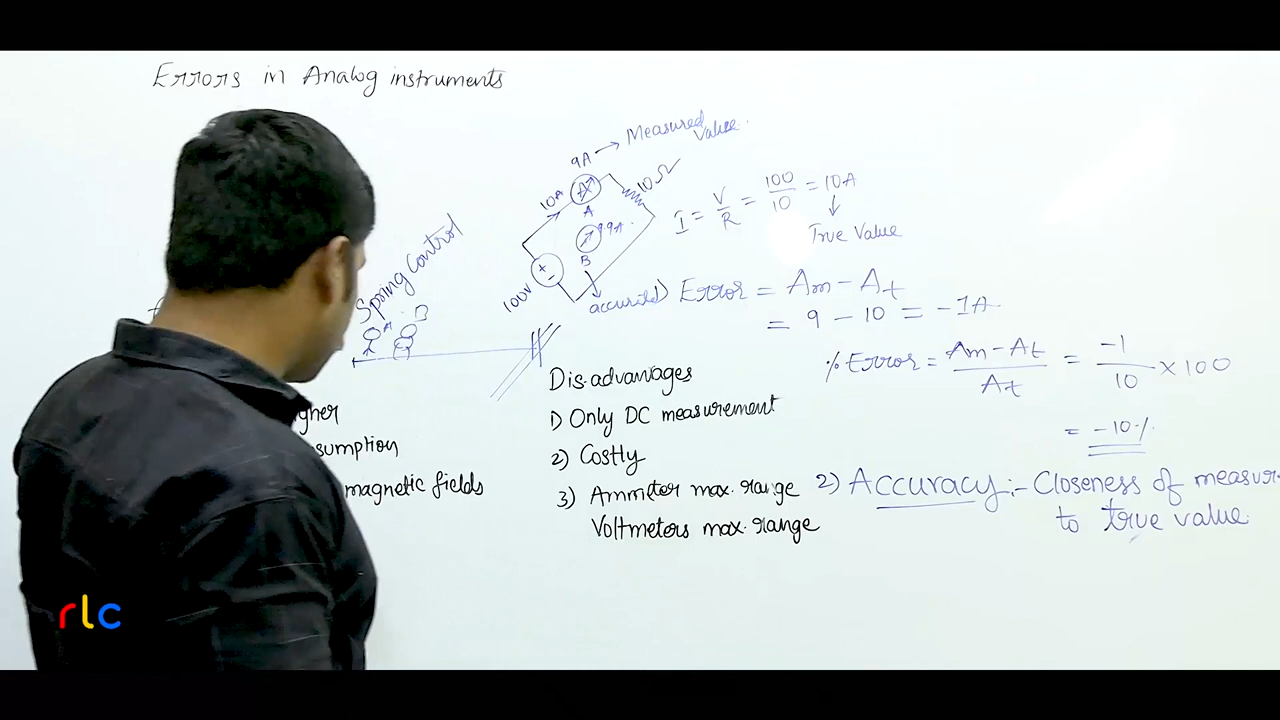 Errors in Analog instruments
9A → Measured
Value.
10A
A
A
10Ω
9.9A.
B
+
-
100V
accurate
I = V/R = 100/10 = 10A
↓
True Value
Spring Control
A
B
1) Error = Am - At
= 9 - 10 = -1A
% Error = Am - At / At = -1/10 × 100
= -10%
gher
sumption
magnetic fields
Dis.advanages
1) Only DC measurement
2) Costly
3) Ammeter max. range
Voltmeters max. range
2) Accuracy :- Closeness of measur
to true value.
rlc